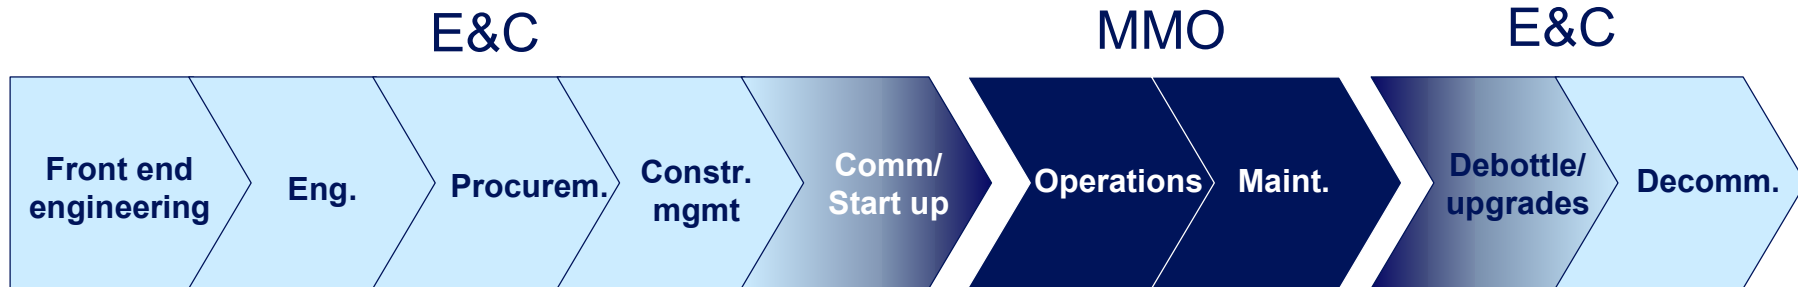 E&C
MMO
E&C
Front end
engineering
Eng.
Procurem.
Constr.
mgmt
Comm/
Start up
Operations
Maint.
Debottle/
upgrades
Decomm.